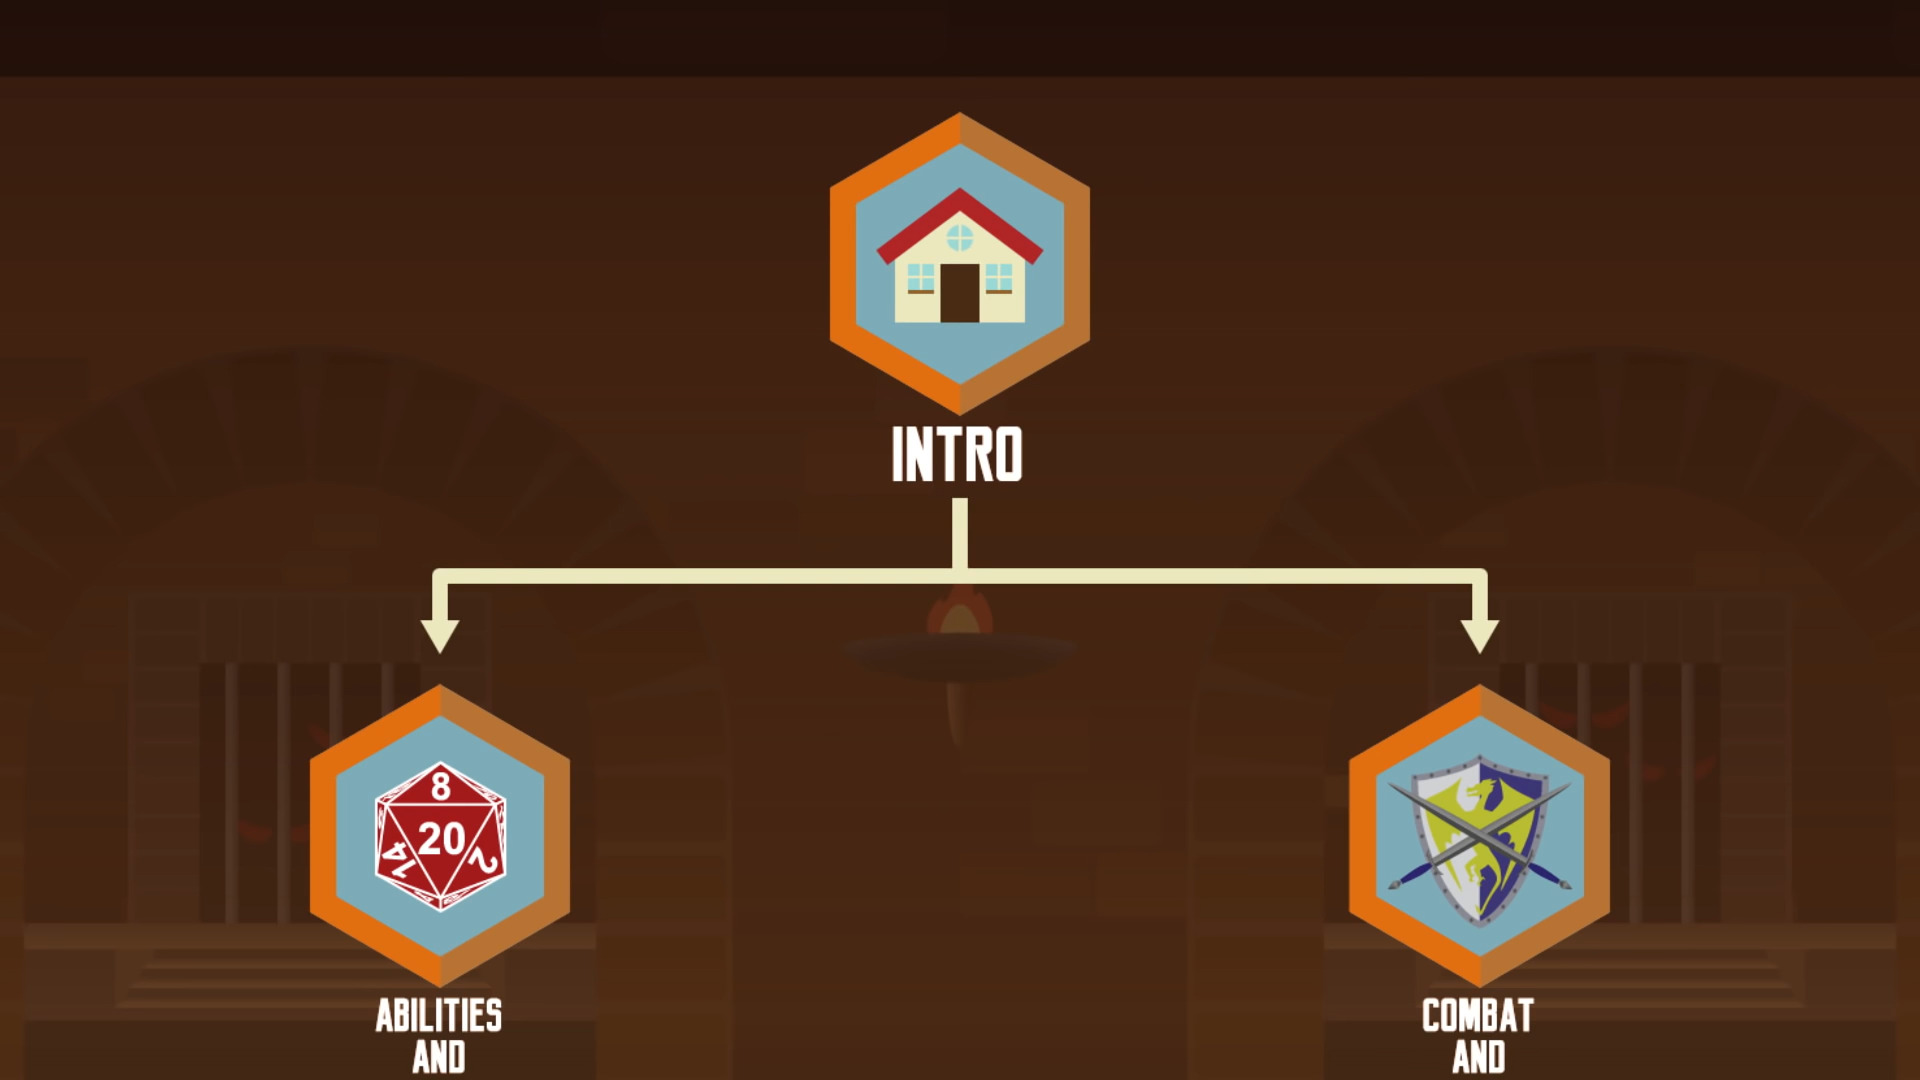 INTRO
8
20
14
2
ABILITIES
AND
COMBAT
AND